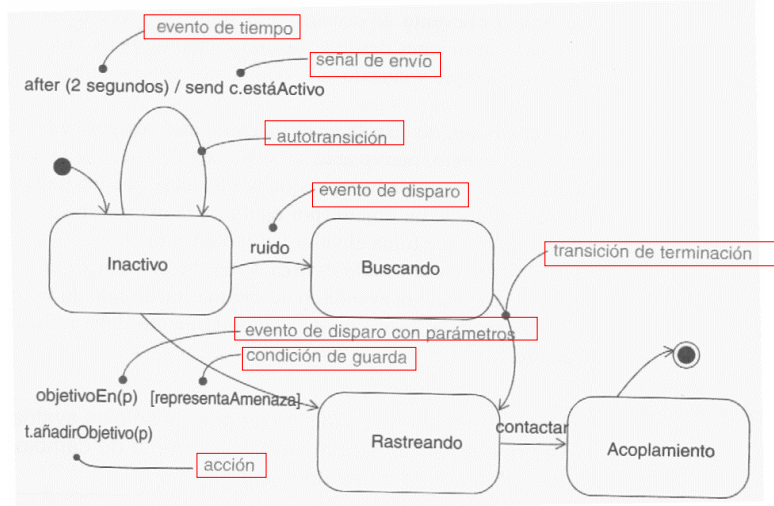 evento de tiempo
señal de envío
after (2 segundos) / send c.estáActivo
autotransición
evento de disparo
ruido
transición de terminación
Inactivo
Buscando
evento de disparo con parámetros
condición de guarda
objetivoEn(p) [representaAmenaza]
t.añadirObjetivo(p)
contactar
Rastreando
Acoplamiento
acción